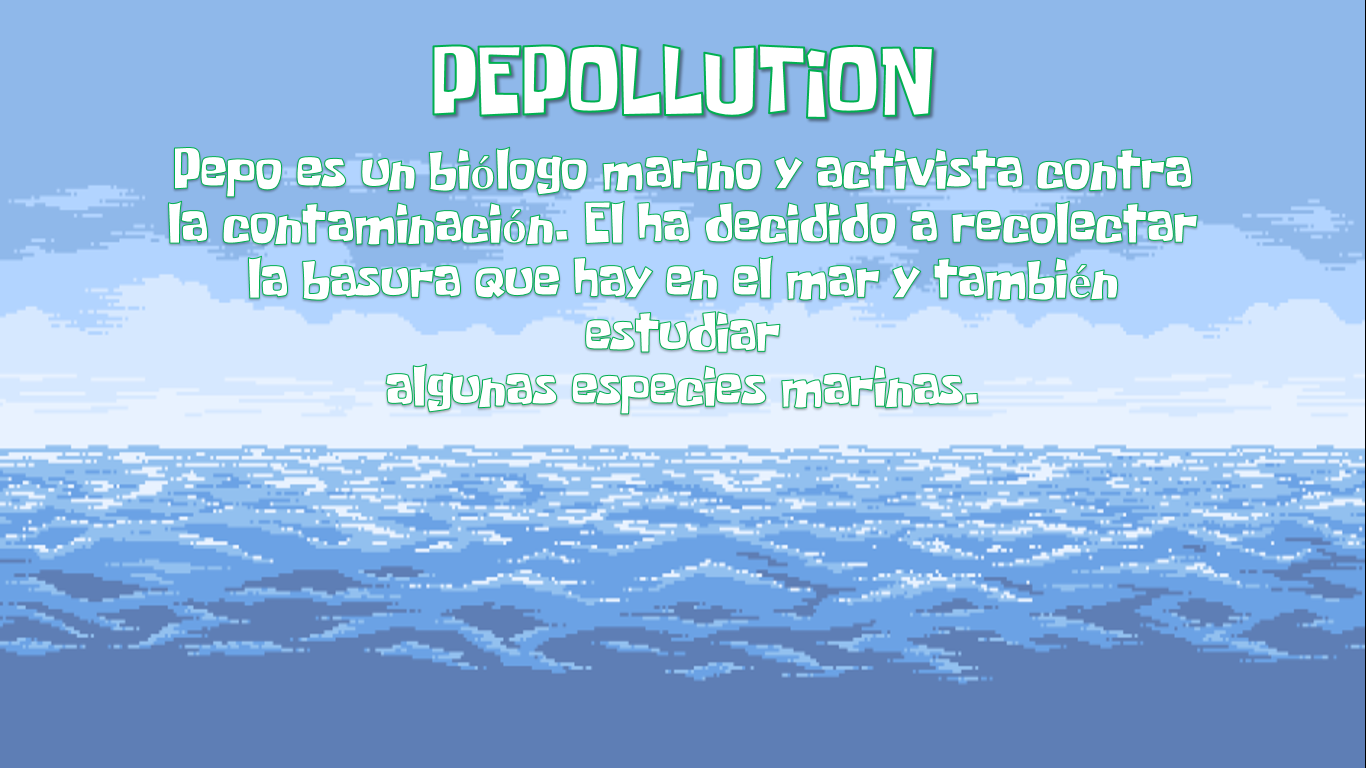 PEPOLLUTiON
Pepo es un biólogo marino y activista contra
la contaminación. El ha decidido a recolectar
la basura que hay en el mar y también
estudiar
algunas especies marinas.